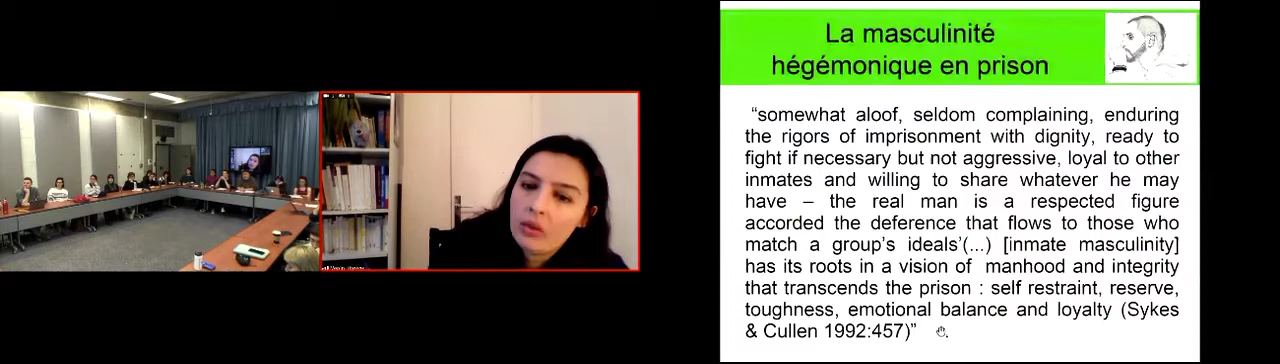 La masculinité
hégémonique en prison
“somewhat aloof, seldom complaining, enduring
the rigors of imprisonment with dignity, ready to
fight if necessary but not aggressive, loyal to other
inmates and willing to share whatever he may
have – the real man is a respected figure
accorded the deference that flows to those who
match a group’s ideals’(...) [inmate masculinity]
has its roots in a vision of manhood and integrity
that transcends the prison : self restraint, reserve,
toughness, emotional balance and loyalty (Sykes
& Cullen 1992:457)”